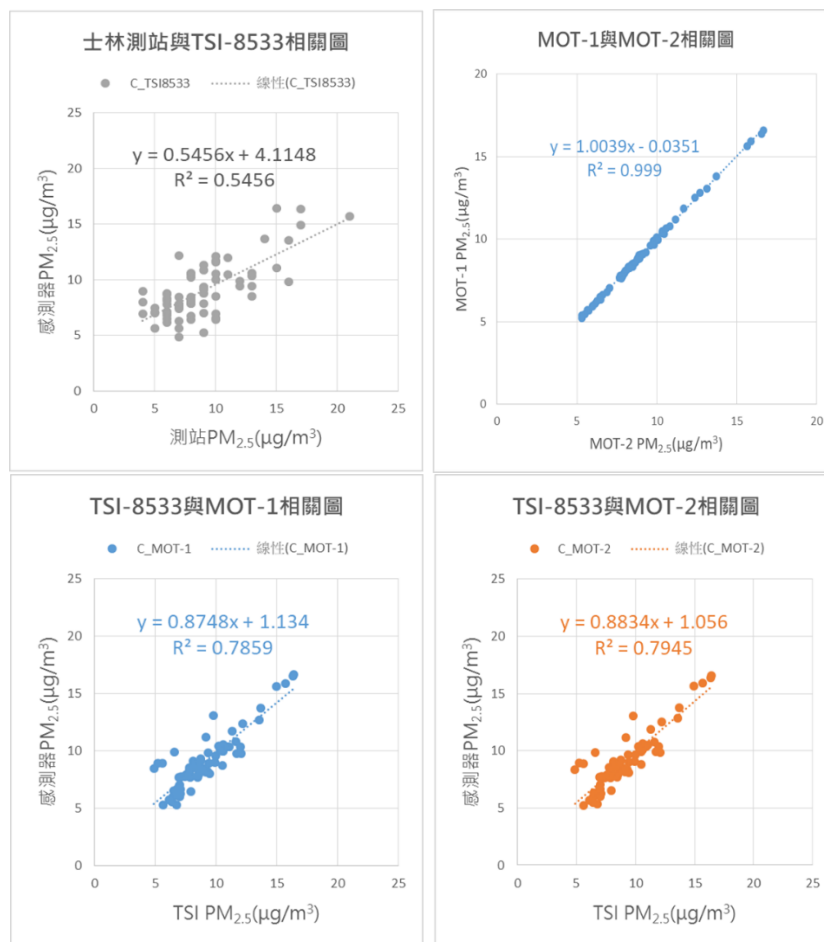 士林測站與TSI-8533相關圖
C_TSI8533 線性(C_TSI8533)
25
20
15
10
5
0
y = 0.5456x + 4.1148
R² = 0.5456
感測器PM2.5(μg/m³)
0 5 10 15 20 25
測站PM2.5(μg/m³)
MOT-1與MOT-2相關圖
20
15
10
5
0
y = 1.0039x - 0.0351
R² = 0.999
MOT-1 PM2.5(μg/m³)
0 5 10 15 20
MOT-2 PM2.5(μg/m³)
TSI-8533與MOT-1相關圖
C_MOT-1 線性(C_MOT-1)
25
20
15
10
5
0
y = 0.8748x + 1.134
R² = 0.7859
感測器PM2.5(μg/m³)
0 5 10 15 20 25
TSI PM2.5(μg/m³)
TSI-8533與MOT-2相關圖
C_MOT-2 線性(C_MOT-2)
25
20
15
10
5
0
y = 0.8834x + 1.056
R² = 0.7945
感測器PM2.5(μg/m³)
0 5 10 15 20 25
TSI PM2.5(μg/m³)